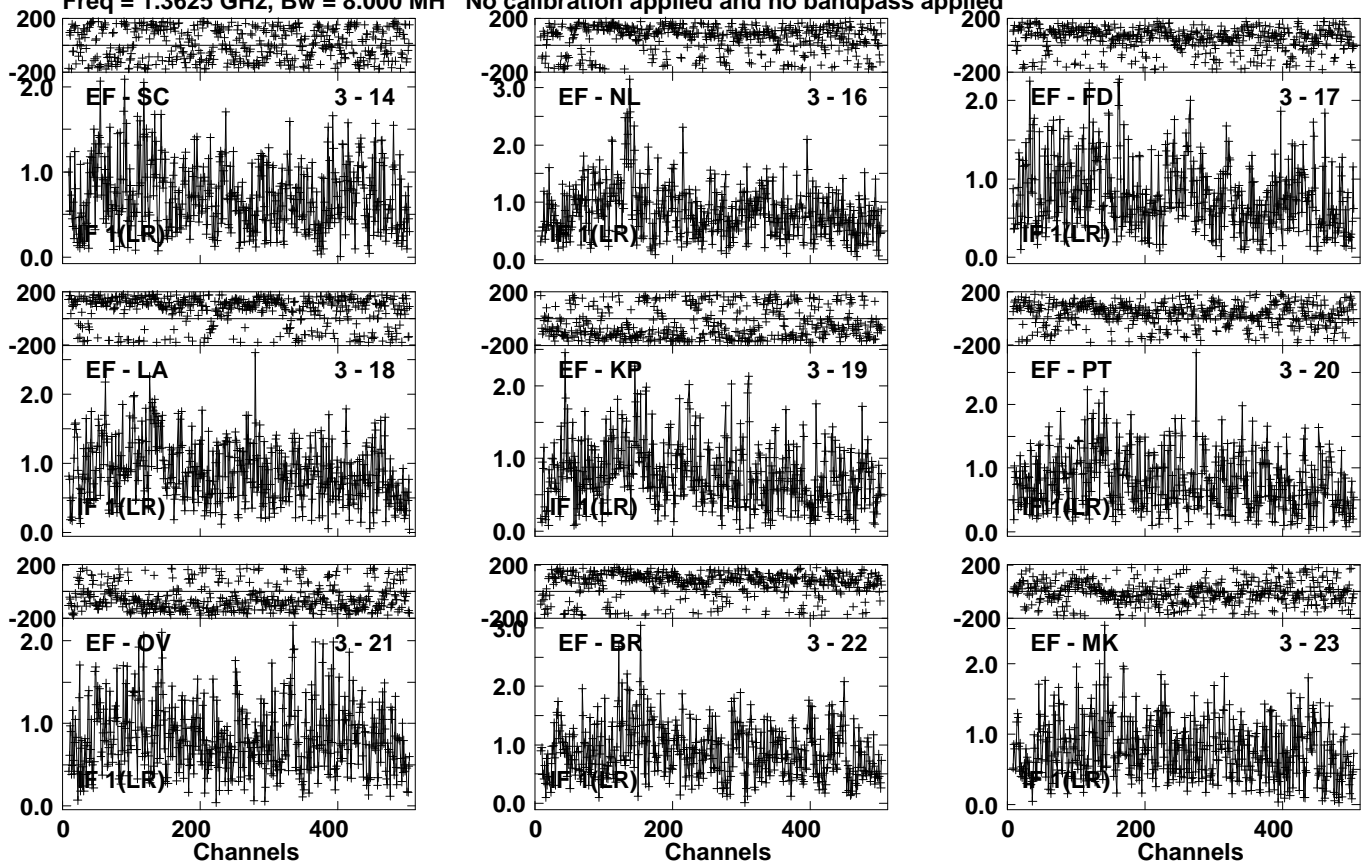 Freq = 1.3625 GHz, Bw = 8.000 MH No calibration applied and no bandpass applied
200
-200
2.0
1.0
0.0
EF - SC 3 - 14
IF 1(LR)
200
-200
3.0
2.0
1.0
0.0
EF - NL 3 - 16
IF 1(LR)
200
-200
2.0
1.0
0.0
EF - FD 3 - 17
IF 1(LR)
200
-200
2.0
1.0
0.0
EF - LA 3 - 18
IF 1(LR)
200
-200
2.0
1.0
0.0
EF - KP 3 - 19
IF 1(LR)
200
-200
2.0
1.0
0.0
EF - PT 3 - 20
IF 1(LR)
200
-200
2.0
1.0
0.0
EF - OV 3 - 21
IF 1(LR)
0 200 400
Channels
200
-200
3.0
2.0
1.0
0.0
EF - BR 3 - 22
IF 1(LR)
0 200 400
Channels
200
-200
2.0
1.0
0.0
EF - MK 3 - 23
IF 1(LR)
0 200 400
Channels